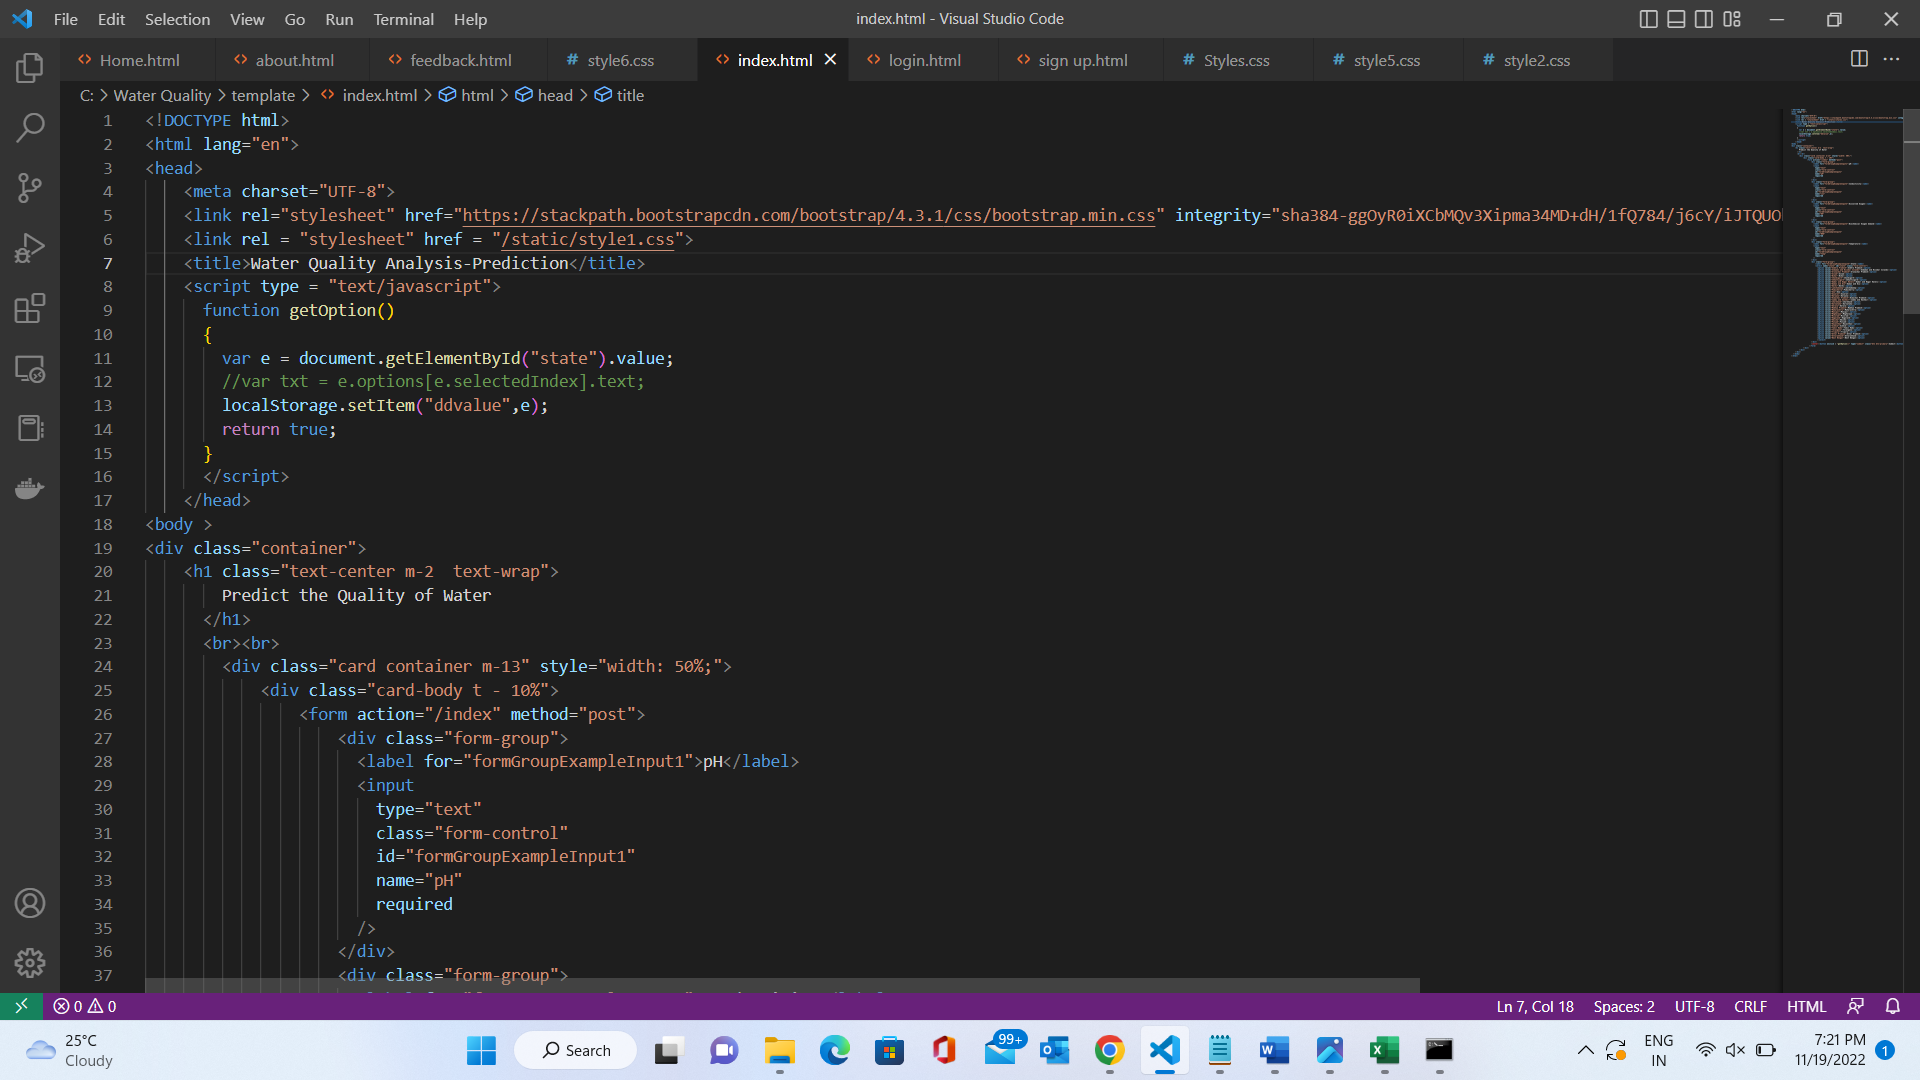 File Edit Selection View Go Run Terminal Help
index.html - Visual Studio Code
Home.html about.html feedback.html style6.css index.html login.html sign up.html Styles.css style5.css style2.css
C: > Water Quality > template > index.html > html > head > title
1 <!DOCTYPE html>
2 <html lang="en">
3 <head>
4 <meta charset="UTF-8">
5 <link rel="stylesheet" href="https://stackpath.bootstrapcdn.com/bootstrap/4.3.1/css/bootstrap.min.css" integrity="sha384-ggOyR0iXCbMQv3Xipma34MD+dH/1fQ784/j6cY/iJTQUO
6 <link rel = "stylesheet" href = "/static/style1.css">
7 <title>Water Quality Analysis-Prediction</title>
8 <script type = "text/javascript">
9 function getOption()
10 {
11 var e = document.getElementById("state").value;
12 //var txt = e.options[e.selectedIndex].text;
13 localStorage.setItem("ddvalue",e);
14 return true;
15 }
16 </script>
17 </head>
18 <body >
19 <div class="container">
20 <h1 class="text-center m-2  text-wrap">
21 Predict the Quality of Water
22 </h1>
23 <br><br>
24 <div class="card container m-13" style="width: 50%;">
25 <div class="card-body t - 10%">
26 <form action="/index" method="post">
27 <div class="form-group">
28 <label for="formGroupExampleInput1">pH</label>
29 <input
30 type="text"
31 class="form-control"
32 id="formGroupExampleInput1"
33 name="pH"
34 required
35 />
36 </div>
37 <div class="form-group">
0 0
Ln 7, Col 18 Spaces: 2 UTF-8 CRLF HTML
25°C
Cloudy
Search
99+
ENG
IN
7:21 PM
11/19/2022
1